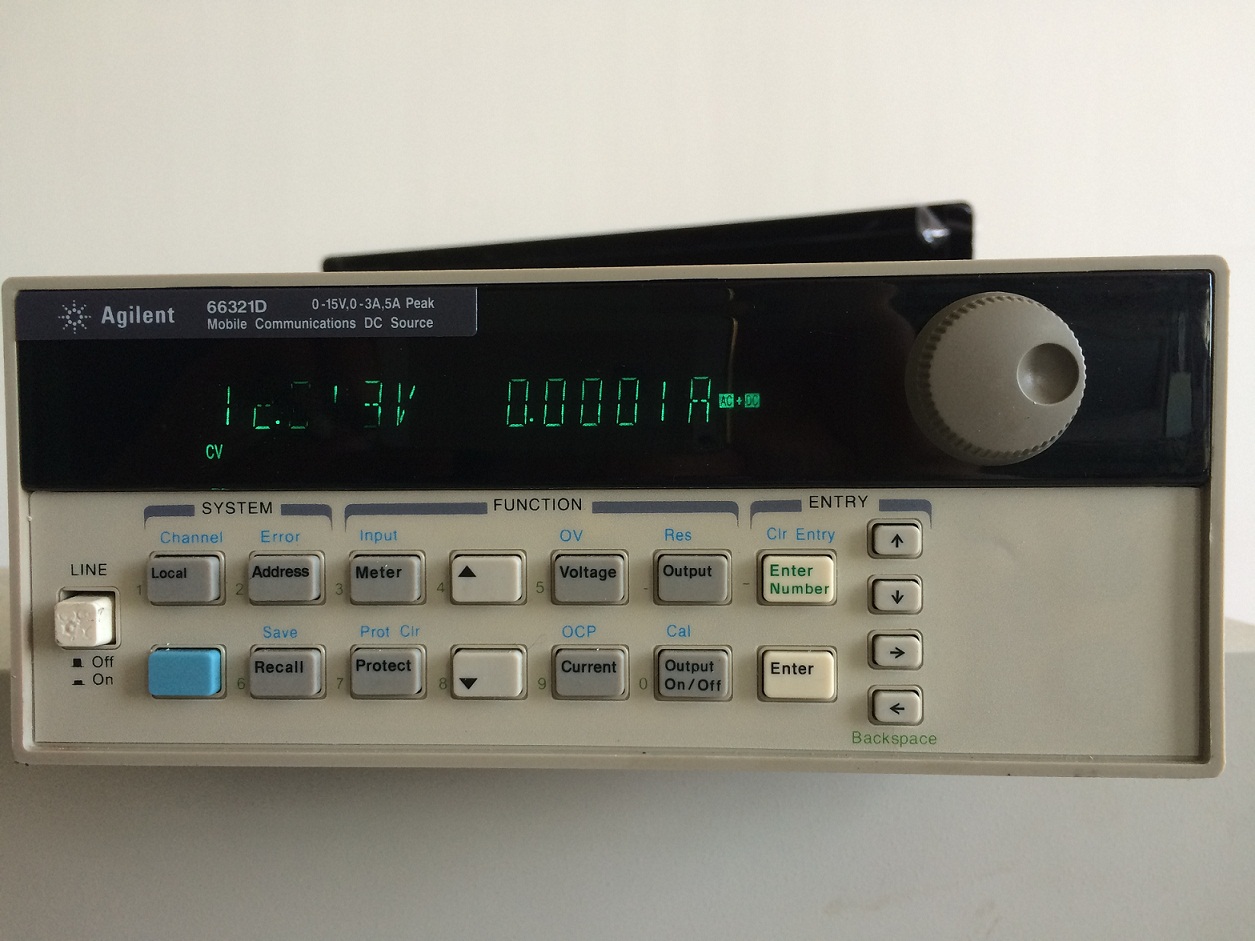 Agilent
66321D 0-15V,0-3A,5A Peak
Mobile Communications DC Source
0.0001A AC+DC
CV
SYSTEM FUNCTION ENTRY
Channel Error Input OV Res Clr Entry
LINE
1 Local 2 Address 3 Meter 4 ▲ 5 Voltage . Output - Enter Number ↑
↓
Off
On
Save Prot Clr OCP Cal
6 Recall 7 Protect 8 ▼ 9 Current 0 Output On/Off Enter →
←
Backspace